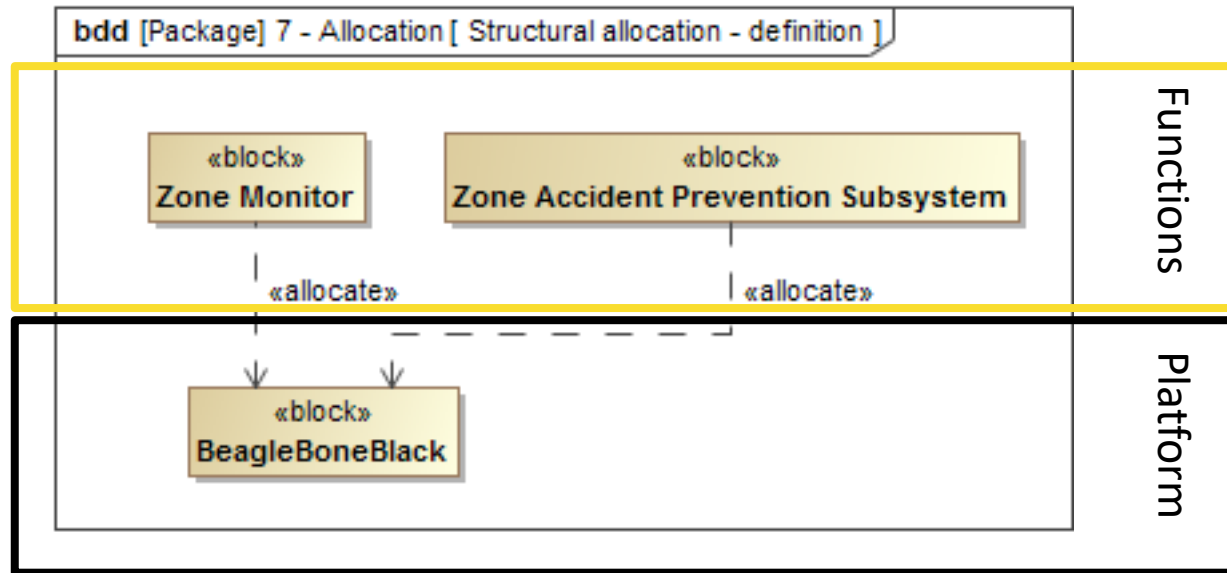 bdd [Package] 7 - Allocation [ Structural allocation - definition ]
«block»
Zone Monitor
«block»
Zone Accident Prevention Subsystem
«allocate»
«allocate»
Functions
«block»
BeagleBoneBlack
Platform